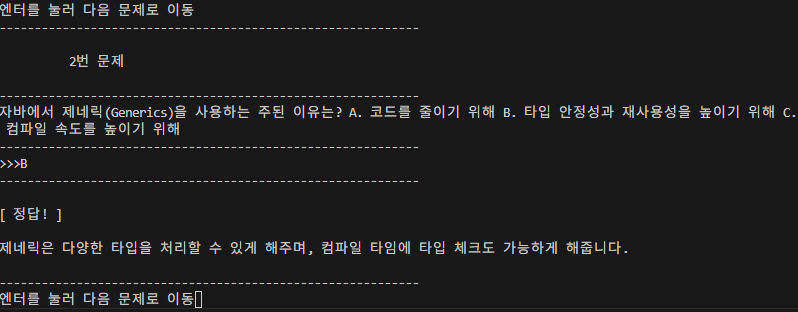 엔터를 눌러 다음 문제로 이동
------------------------------------------------------------
2번 문제
------------------------------------------------------------
자바에서 제네릭(Generics)을 사용하는 주된 이유는? A. 코드를 줄이기 위해 B. 타입 안정성과 재사용성을 높이기 위해 C.
컴파일 속도를 높이기 위해
------------------------------------------------------------
>>>B
------------------------------------------------------------
[ 정답! ]
제네릭은 다양한 타입을 처리할 수 있게 해주며, 컴파일 타임에 타입 체크도 가능하게 해줍니다.
------------------------------------------------------------
엔터를 눌러 다음 문제로 이동